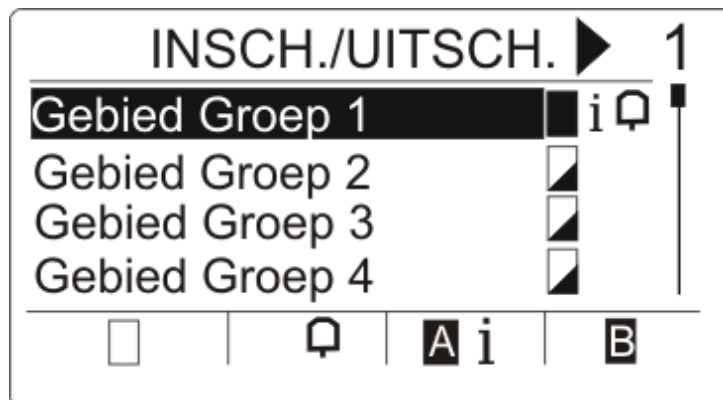 INSCH./UITSCH. 1
Gebied Groep 1 i
Gebied Groep 2
Gebied Groep 3
Gebied Groep 4
A i B